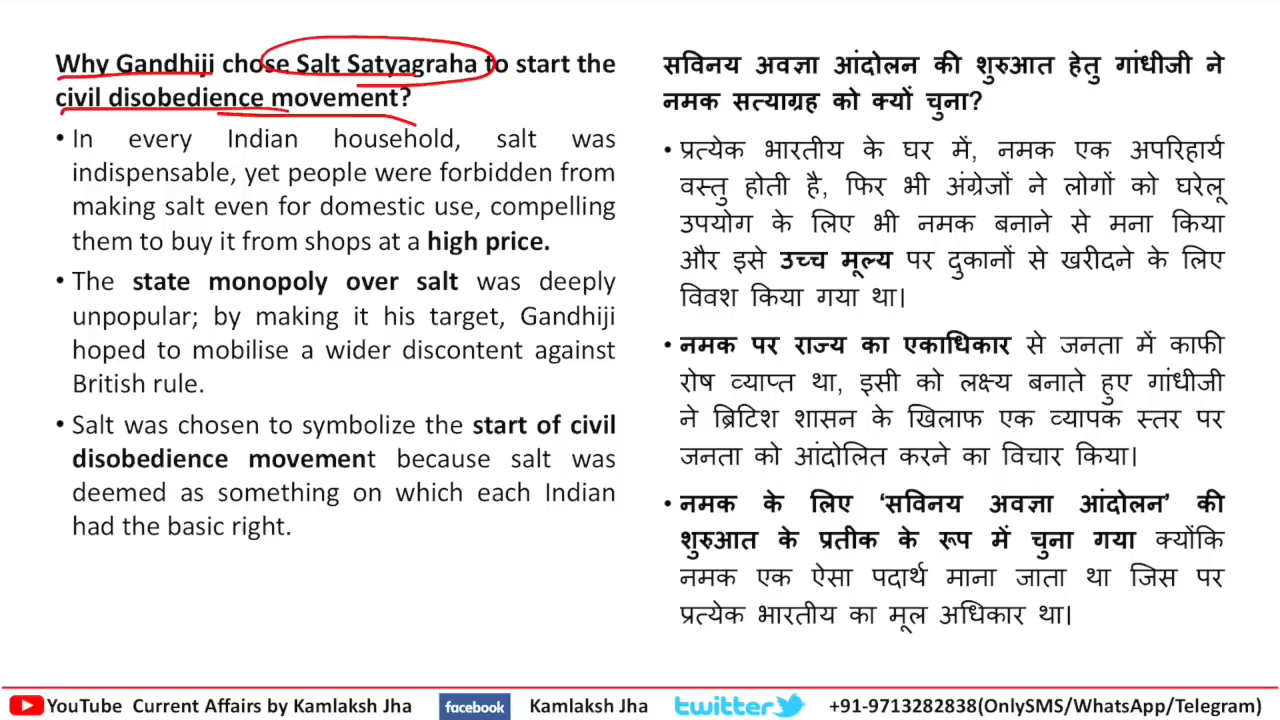 Why Gandhiji chose Salt Satyagraha to start the
civil disobedience movement?
• In every Indian household, salt was
indispensable, yet people were forbidden from
making salt even for domestic use, compelling
them to buy it from shops at a high price.
• The state monopoly over salt was deeply
unpopular; by making it his target, Gandhiji
hoped to mobilise a wider discontent against
British rule.
• Salt was chosen to symbolize the start of civil
disobedience movement because salt was
deemed as something on which each Indian
had the basic right.
सविनय अवज्ञा आंदोलन की शुरुआत हेतु गांधीजी ने
नमक सत्याग्रह को क्यों चुना?
• प्रत्येक भारतीय के घर में, नमक एक अपरिहार्य
वस्तु होती है, फिर भी अंग्रेजों ने लोगों को घरेलू
उपयोग के लिए भी नमक बनाने से मना किया
और इसे उच्च मूल्य पर दुकानों से खरीदने के लिए
विवश किया गया था।
• नमक पर राज्य का एकाधिकार से जनता में काफी
रोष व्याप्त था, इसी को लक्ष्य बनाते हुए गांधीजी
ने ब्रिटिश शासन के खिलाफ एक व्यापक स्तर पर
जनता को आंदोलित करने का विचार किया।
• नमक के लिए ‘सविनय अवज्ञा आंदोलन’ की
शुरुआत के प्रतीक के रूप में चुना गया क्योंकि
नमक एक ऐसा पदार्थ माना जाता था जिस पर
प्रत्येक भारतीय का मूल अधिकार था।
YouTube Current Affairs by Kamlaksh Jha facebook Kamlaksh Jha twitter +91-9713282838(OnlySMS/WhatsApp/Telegram)